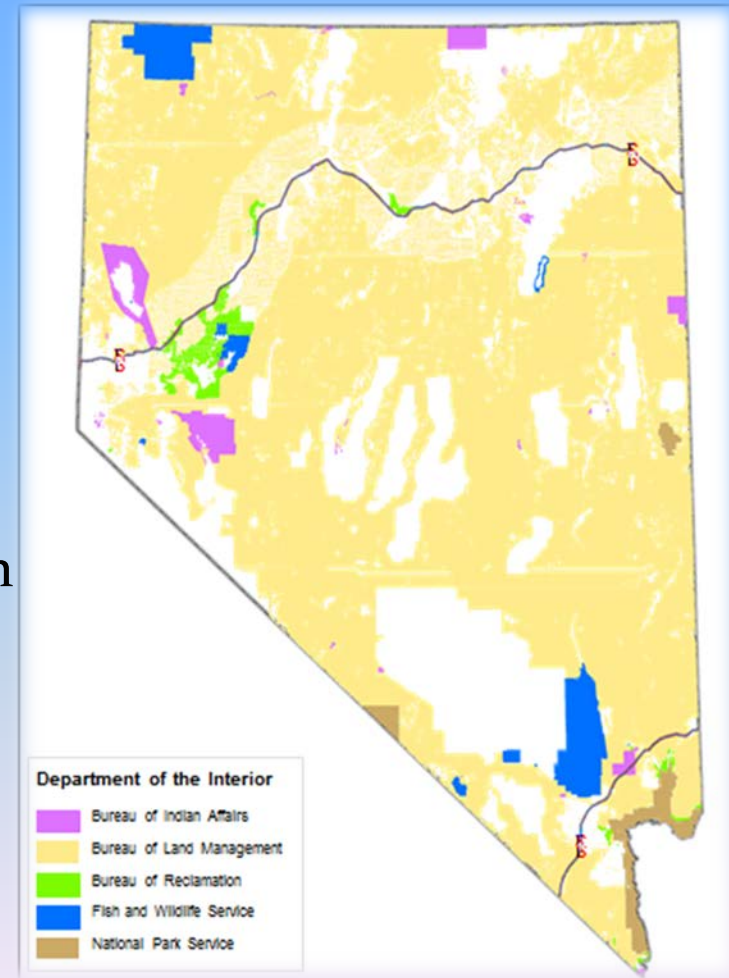 n
Department of the Interior
Bureau of Indian Affairs
Bureau of Land Management
Bureau of Reclamation
Fish and Wildlife Service
National Park Service